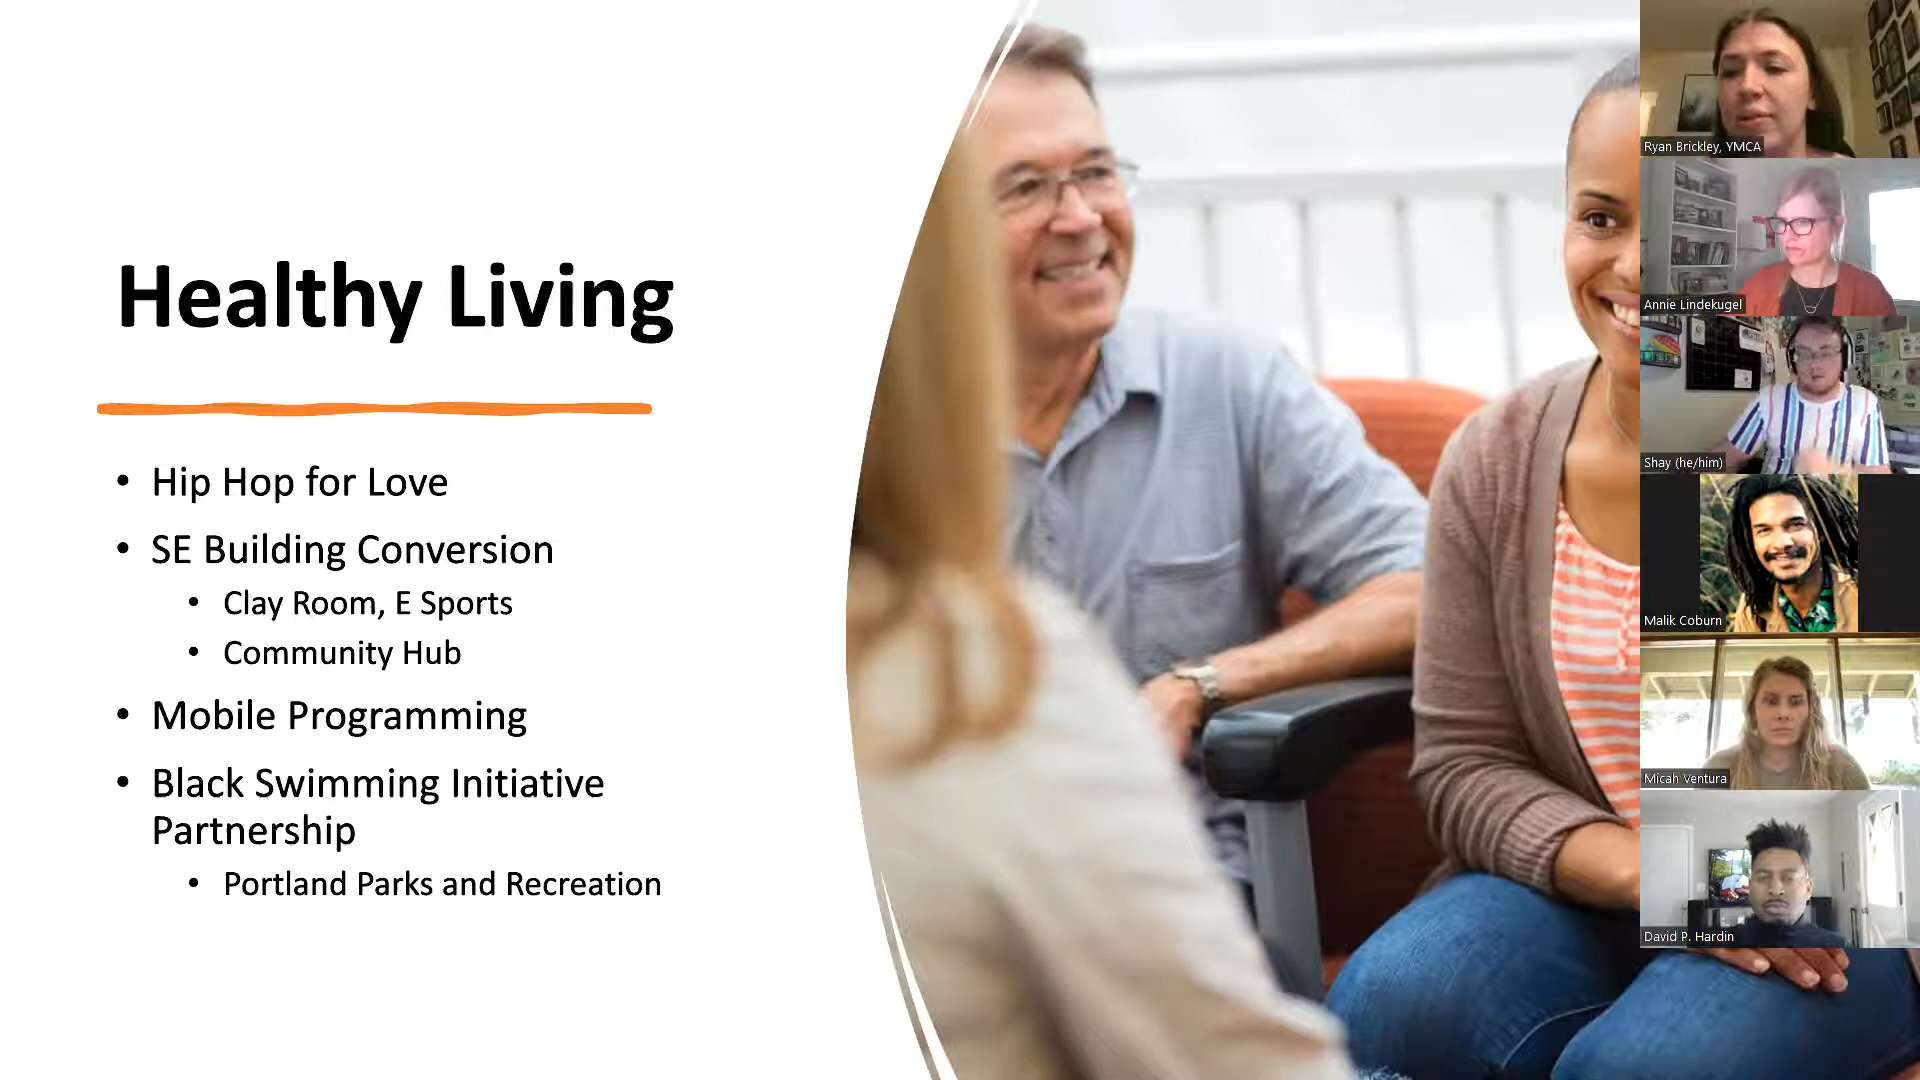 Healthy Living
• Hip Hop for Love
• SE Building Conversion
• Clay Room, E Sports
• Community Hub
• Mobile Programming
• Black Swimming Initiative
Partnership
• Portland Parks and Recreation
Ryan Brickley, YMCA
Annie Lindekugel
Shay (he/him)
Malik Coburn
Micah Ventura
David P. Hardin